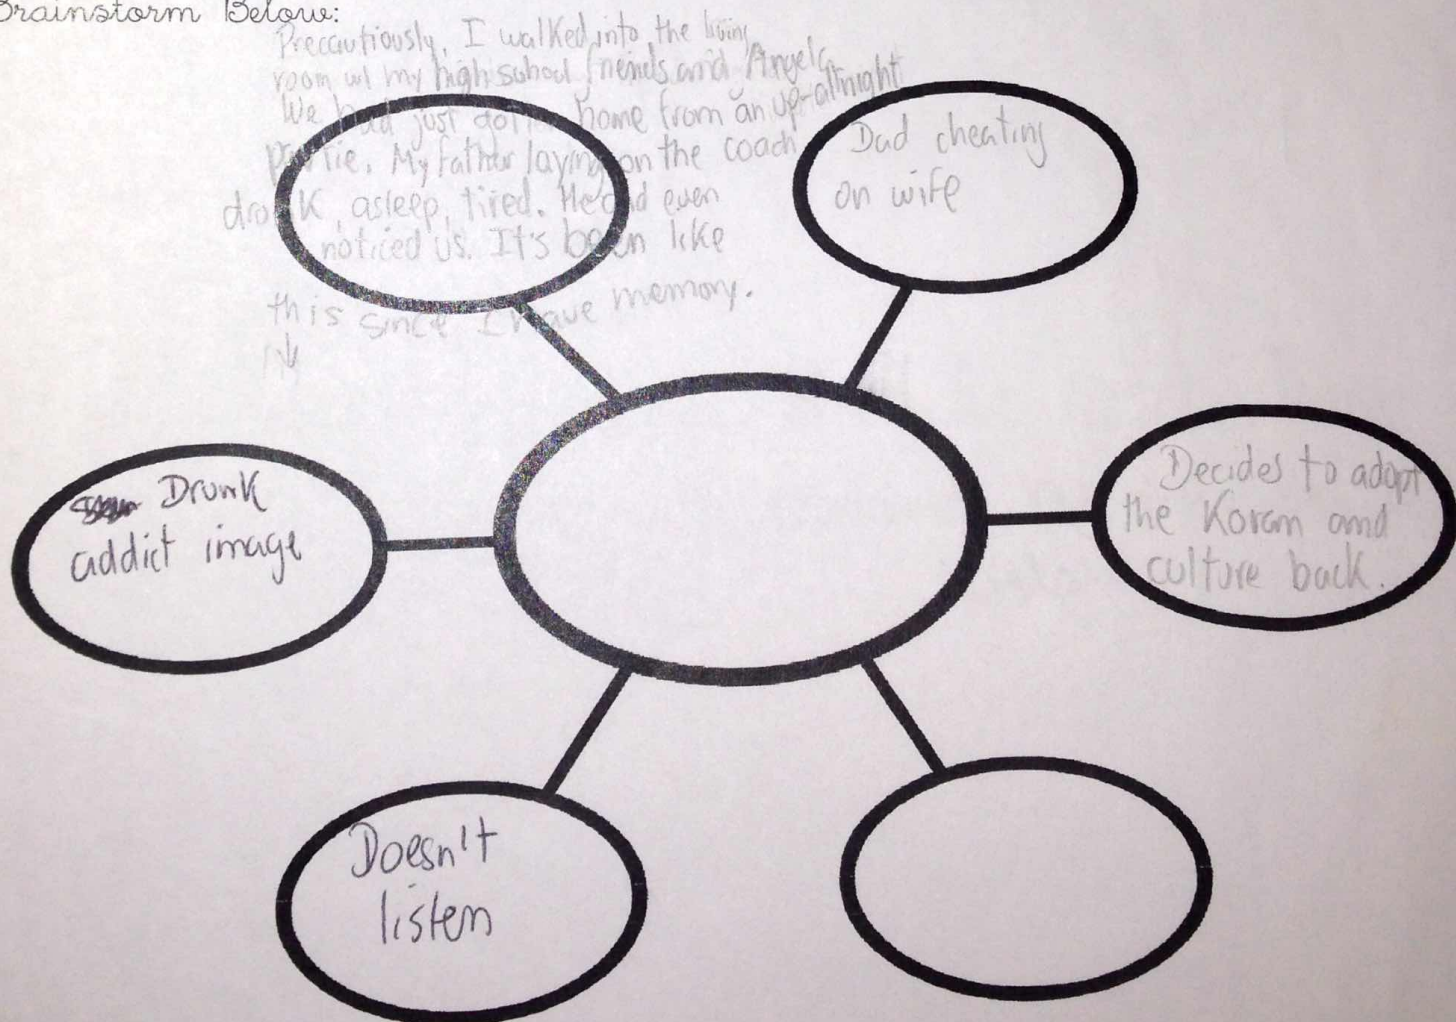 Brainstorm Below:
Precautiously, I walked into the living
room w/ my high school friends and Angela
We had just gotten home from an up-all-night
partie. My father laying on the coach
drunk, asleep, tired. He had even
noticed us. It's been like
this since I have memory.
Dad cheating
on wife
Decides to adopt
the Koran and
culture back.
Drunk
addict image
Doesn't
listen